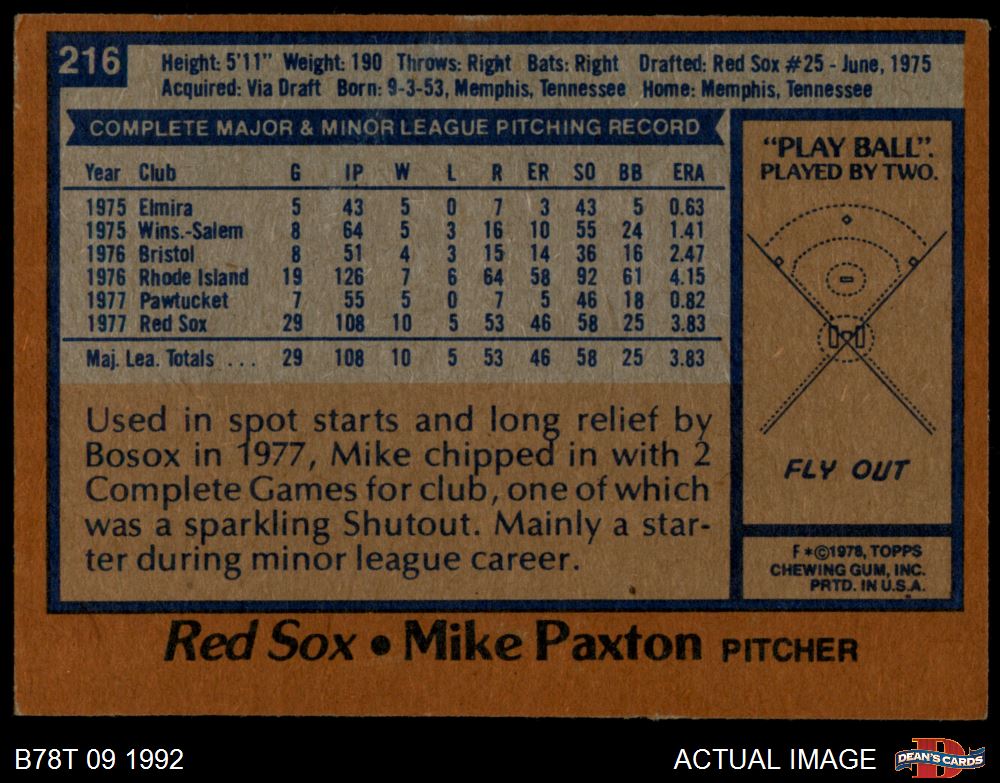 216
Height: 5'11" Weight: 190 Throws: Right Bats: Right Drafted: Red Sox #25 - June, 1975
Acquired: Via Draft Born: 9-3-53, Memphis, Tennessee Home: Memphis, Tennessee
COMPLETE MAJOR & MINOR LEAGUE PITCHING RECORD
Year Club G IP W L R ER SO BB ERA
1975 Elmira 5 43 5 0 7 3 43 5 0.63
1975 Wins.-Salem 8 64 5 3 16 10 55 24 1.41
1976 Bristol 8 51 4 3 15 14 36 16 2.47
1976 Rhode Island 19 126 7 6 64 58 92 61 4.15
1977 Pawtucket 7 55 5 0 7 5 46 18 0.82
1977 Red Sox 29 108 10 5 53 46 58 25 3.83
Maj. Lea. Totals ... 29 108 10 5 53 46 58 25 3.83
Used in spot starts and long relief by
Bosox in 1977, Mike chipped in with 2
Complete Games for club, one of which
was a sparkling Shutout. Mainly a star-
ter during minor league career.
"PLAY BALL".
PLAYED BY TWO.
FLY OUT
F*©1978, TOPPS
CHEWING GUM, INC.
PRTD. IN U.S.A.
Red Sox • Mike Paxton PITCHER
B78T 09 1992
ACTUAL IMAGE
D
DEAN'S CARDS